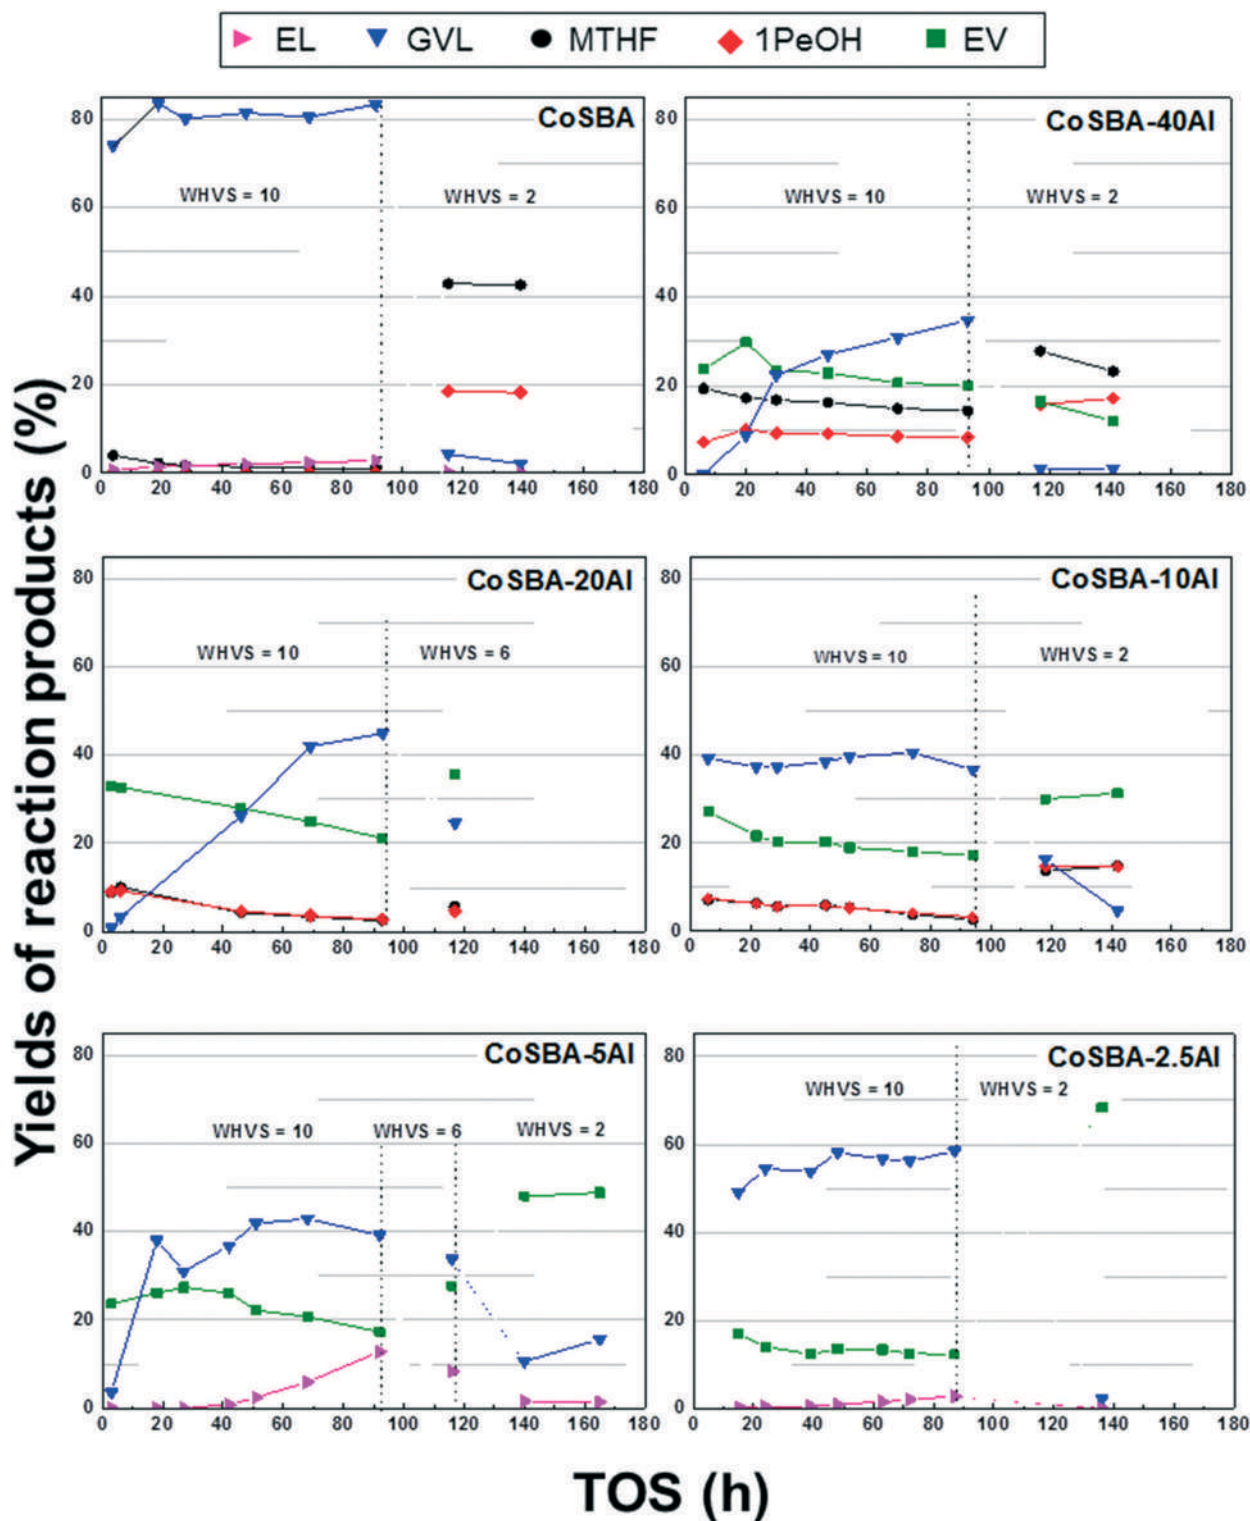 EL GVL MTHF 1PeOH EV
Yields of reaction products (%)
CoSBA
WHVS = 10 WHVS = 2
80
60
40
20
0
0 20 40 60 80 100 120 140 160 180
CoSBA-40Al
WHVS = 10 WHVS = 2
80
60
40
20
0
0 20 40 60 80 100 120 140 160 180
CoSBA-20Al
WHVS = 10 WHVS = 6
80
60
40
20
0
0 20 40 60 80 100 120 140 160 180
CoSBA-10Al
WHVS = 10 WHVS = 2
80
60
40
20
0
0 20 40 60 80 100 120 140 160 180
CoSBA-5Al
WHVS = 10 WHVS = 6 WHVS = 2
80
60
40
20
0
0 20 40 60 80 100 120 140 160 180
CoSBA-2.5Al
WHVS = 10 WHVS = 2
80
60
40
20
0
0 20 40 60 80 100 120 140 160 180
TOS (h)